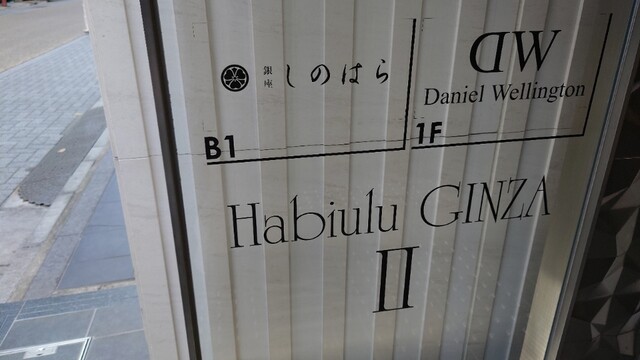 銀座 しのはら
B1
DW
Daniel Wellington
1F
Habiulu GINZA
II